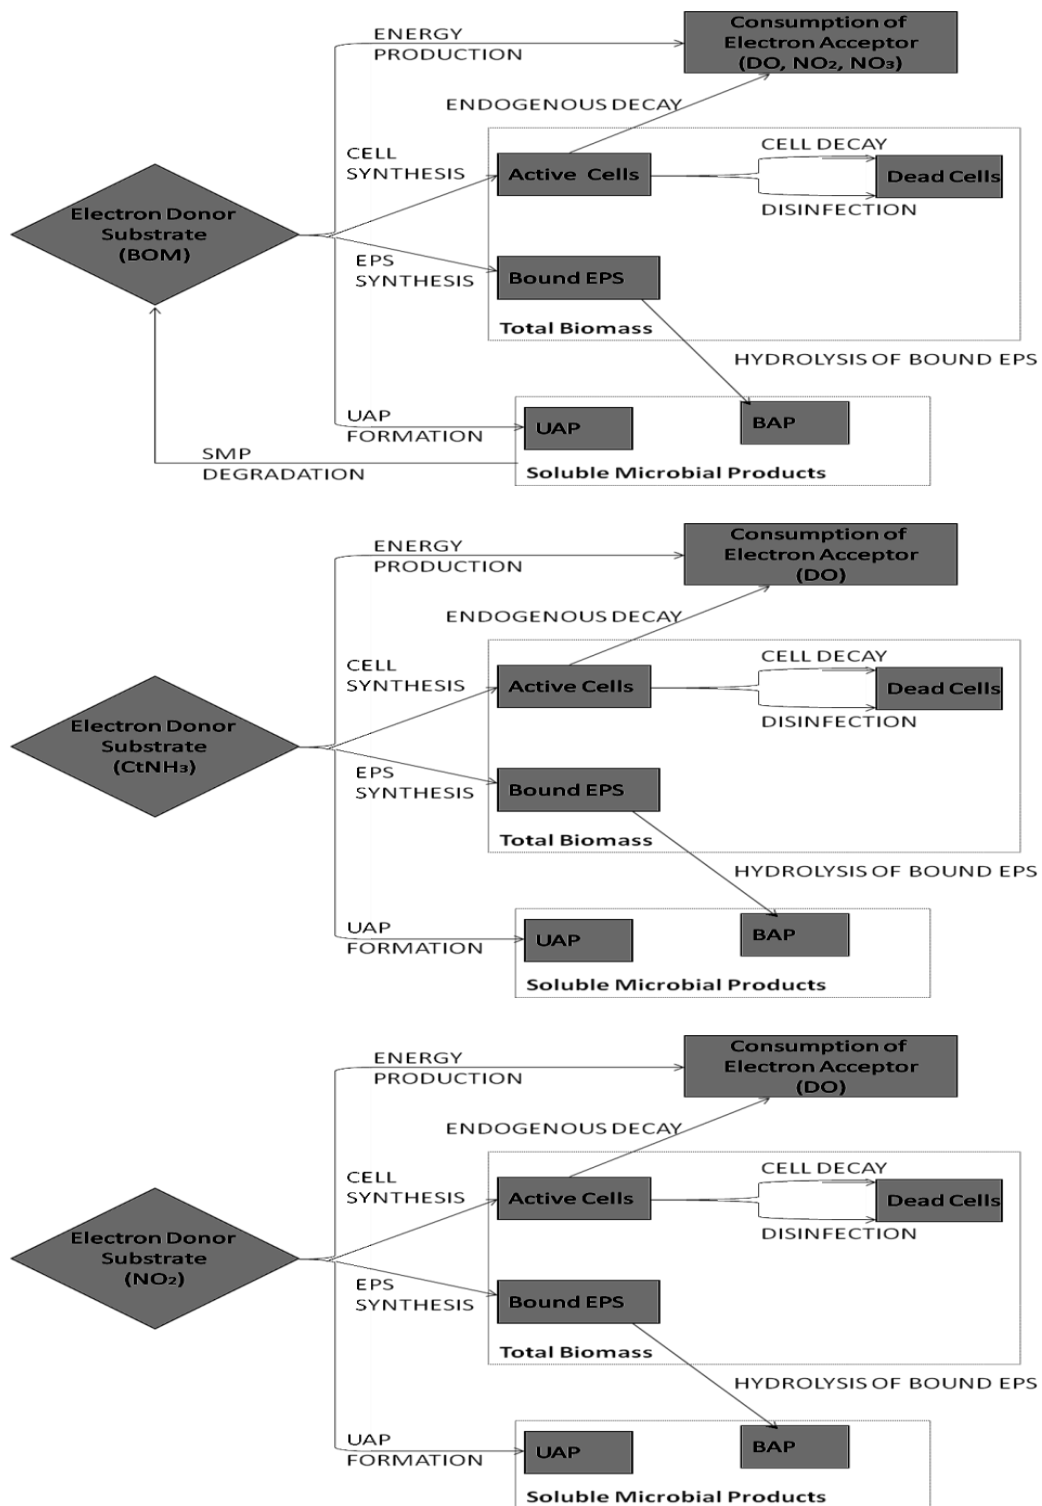 ENERGY
PRODUCTION
Consumption of
Electron Acceptor
(DO, NO₂, NO₃)
ENDOGENOUS DECAY
CELL
SYNTHESIS
Active Cells
CELL DECAY
Dead Cells
DISINFECTION
Electron Donor
Substrate
(BOM)
EPS
SYNTHESIS
Bound EPS
Total Biomass
HYDROLYSIS OF BOUND EPS
UAP
FORMATION
UAP
BAP
SMP
DEGRADATION
Soluble Microbial Products
ENERGY
PRODUCTION
Consumption of
Electron Acceptor
(DO)
ENDOGENOUS DECAY
CELL
SYNTHESIS
Active Cells
CELL DECAY
Dead Cells
DISINFECTION
Electron Donor
Substrate
(CtNH₃)
EPS
SYNTHESIS
Bound EPS
Total Biomass
HYDROLYSIS OF BOUND EPS
UAP
FORMATION
UAP
BAP
Soluble Microbial Products
ENERGY
PRODUCTION
Consumption of
Electron Acceptor
(DO)
ENDOGENOUS DECAY
CELL
SYNTHESIS
Active Cells
CELL DECAY
Dead Cells
DISINFECTION
Electron Donor
Substrate
(NO₂)
EPS
SYNTHESIS
Bound EPS
Total Biomass
HYDROLYSIS OF BOUND EPS
UAP
FORMATION
UAP
BAP
Soluble Microbial Products